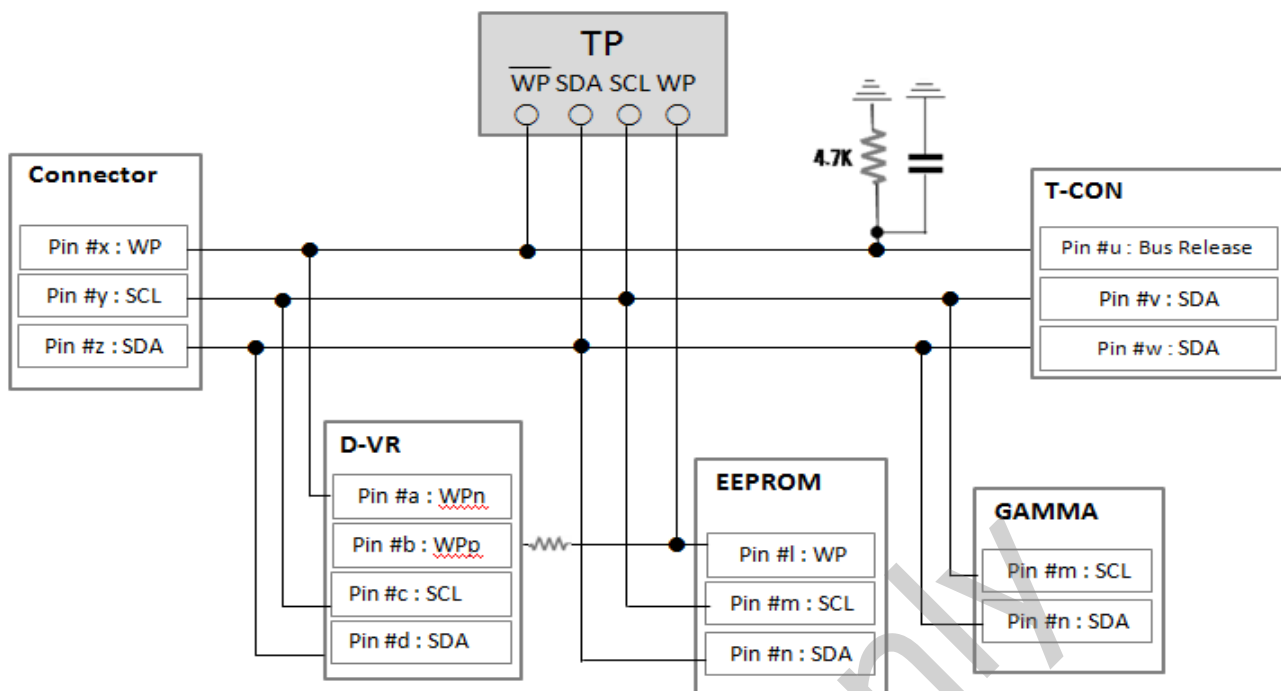 TP
WP SDA SCL WP
4.7K
Connector
Pin #x : WP
Pin #y : SCL
Pin #z : SDA
T-CON
Pin #u : Bus Release
Pin #v : SDA
Pin #w : SDA
D-VR
Pin #a : WPn
Pin #b : WPp
Pin #c : SCL
Pin #d : SDA
EEPROM
Pin #l : WP
Pin #m : SCL
Pin #n : SDA
GAMMA
Pin #m : SCL
Pin #n : SDA
nly